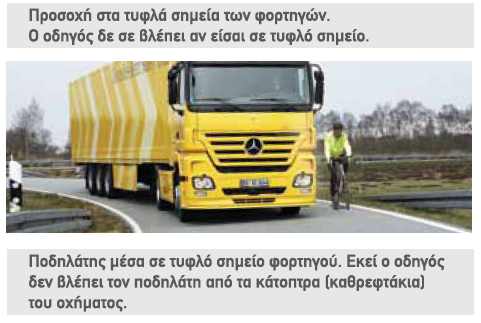 Προσοχή στα τυφλά σημεία των φορτηγών.
Ο οδηγός δε σε βλέπει αν είσαι σε τυφλό σημείο.
Ποδηλάτης μέσα σε τυφλό σημείο φορτηγού. Εκεί ο οδηγός
δεν βλέπει τον ποδηλάτη από τα κάτοπτρα (καθρεφτάκια)
του οχήματος.